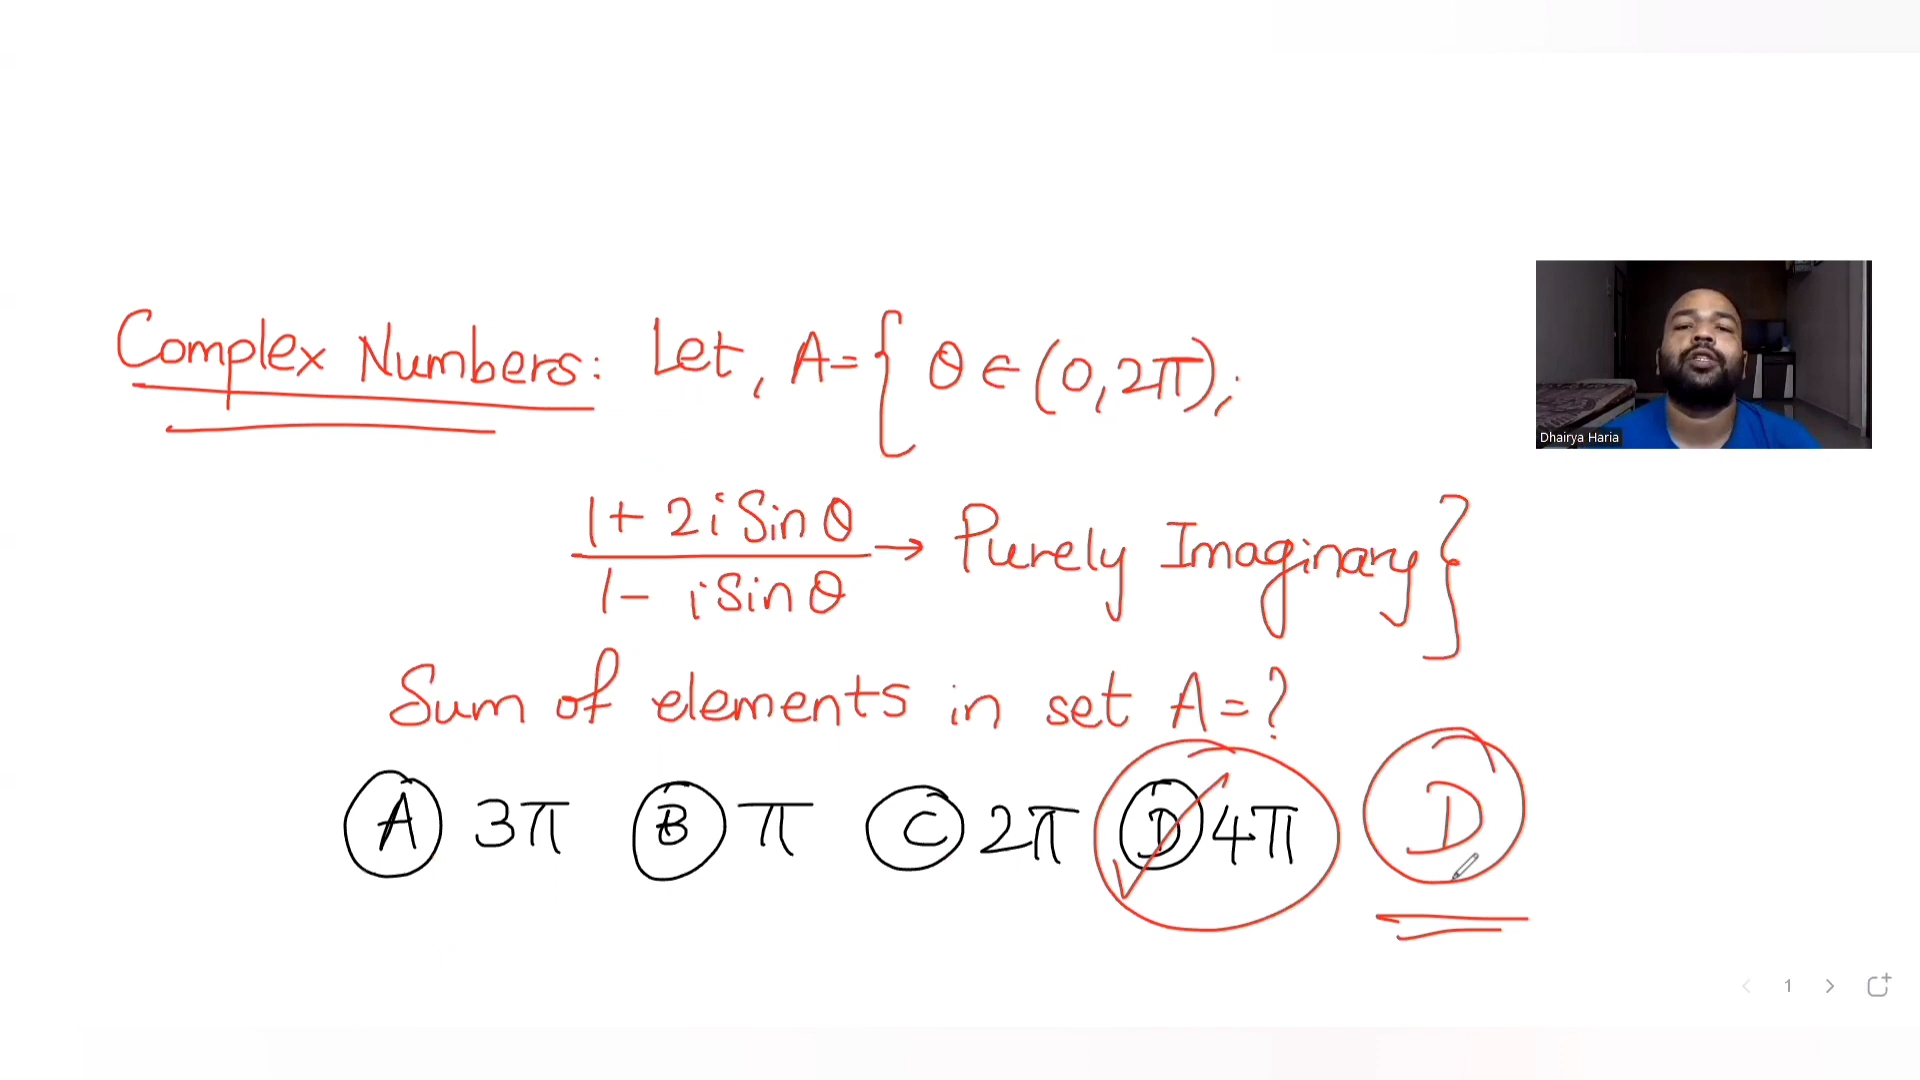 Complex Numbers: Let, A={ θ ∈ (0, 2π);
1+ 2 i Sin θ
1- i Sin θ
→ Purely Imaginary }
Sum of elements in set A=?
A 3π B π C 2π D 4π D
Dhairya Haria
1